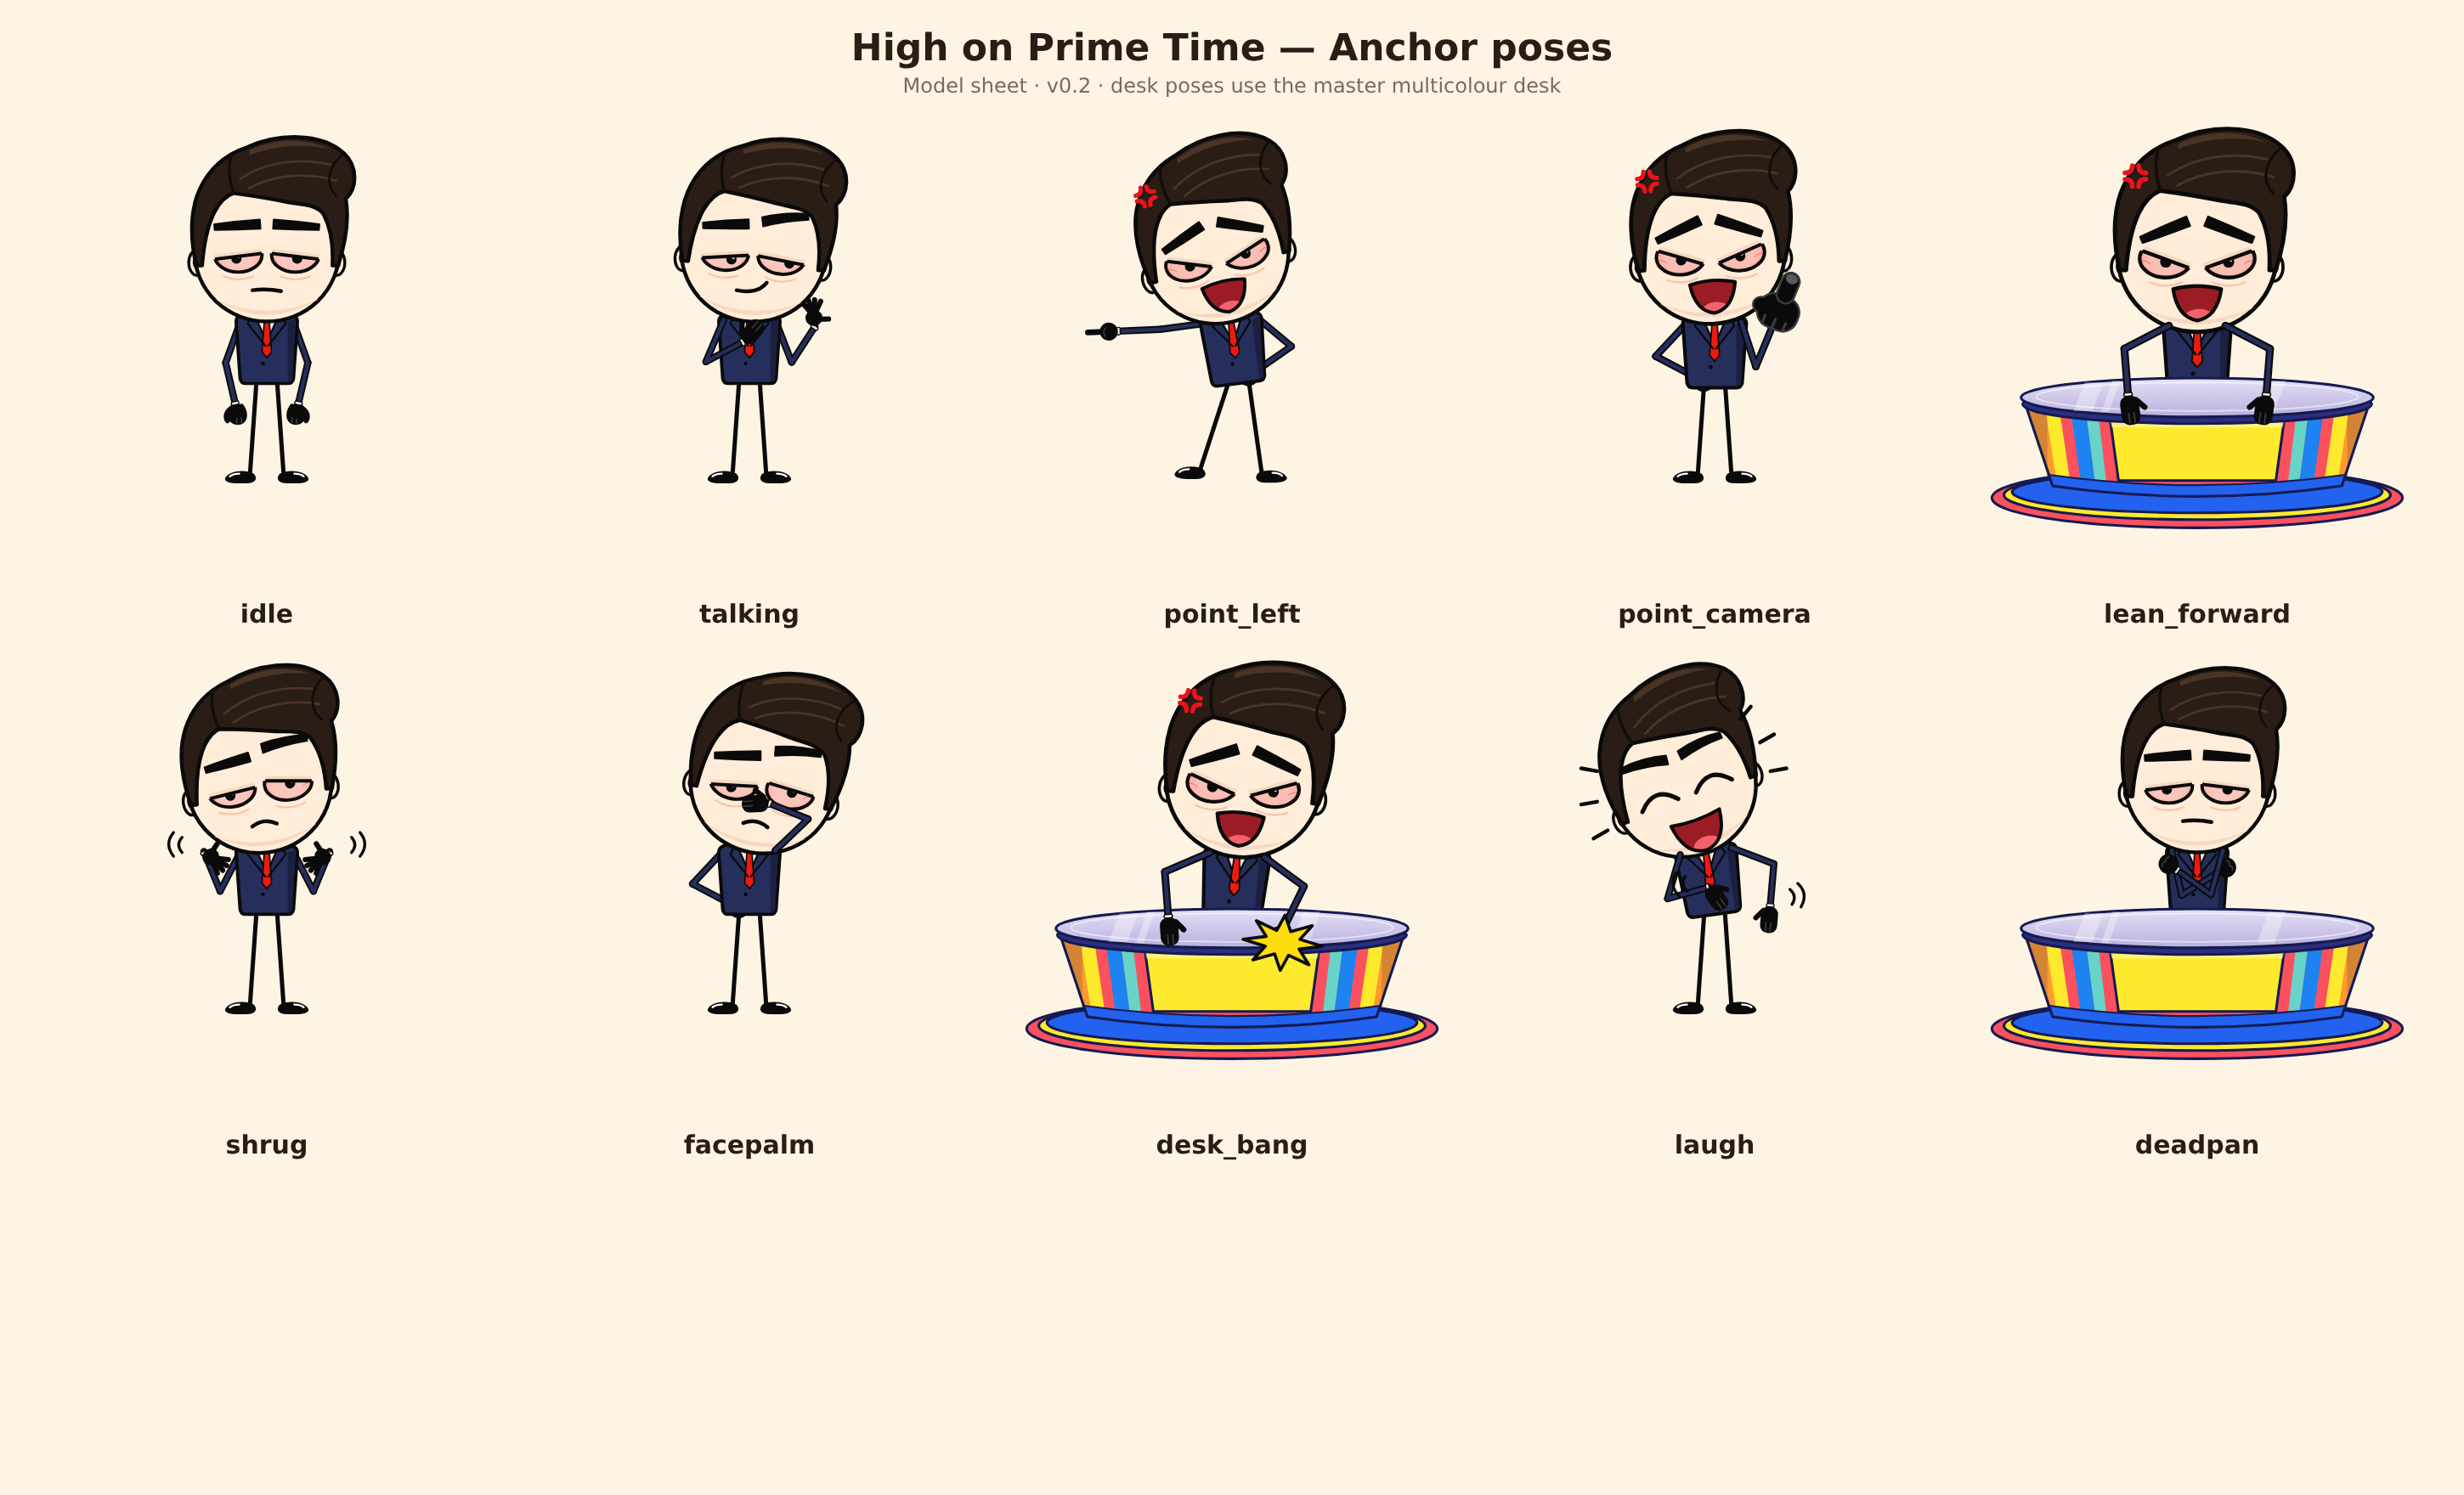 High on Prime Time — Anchor poses
Model sheet · v0.2 · desk poses use the master multicolour desk
idle
talking
point_left
point_camera
lean_forward
shrug
facepalm
desk_bang
laugh
deadpan